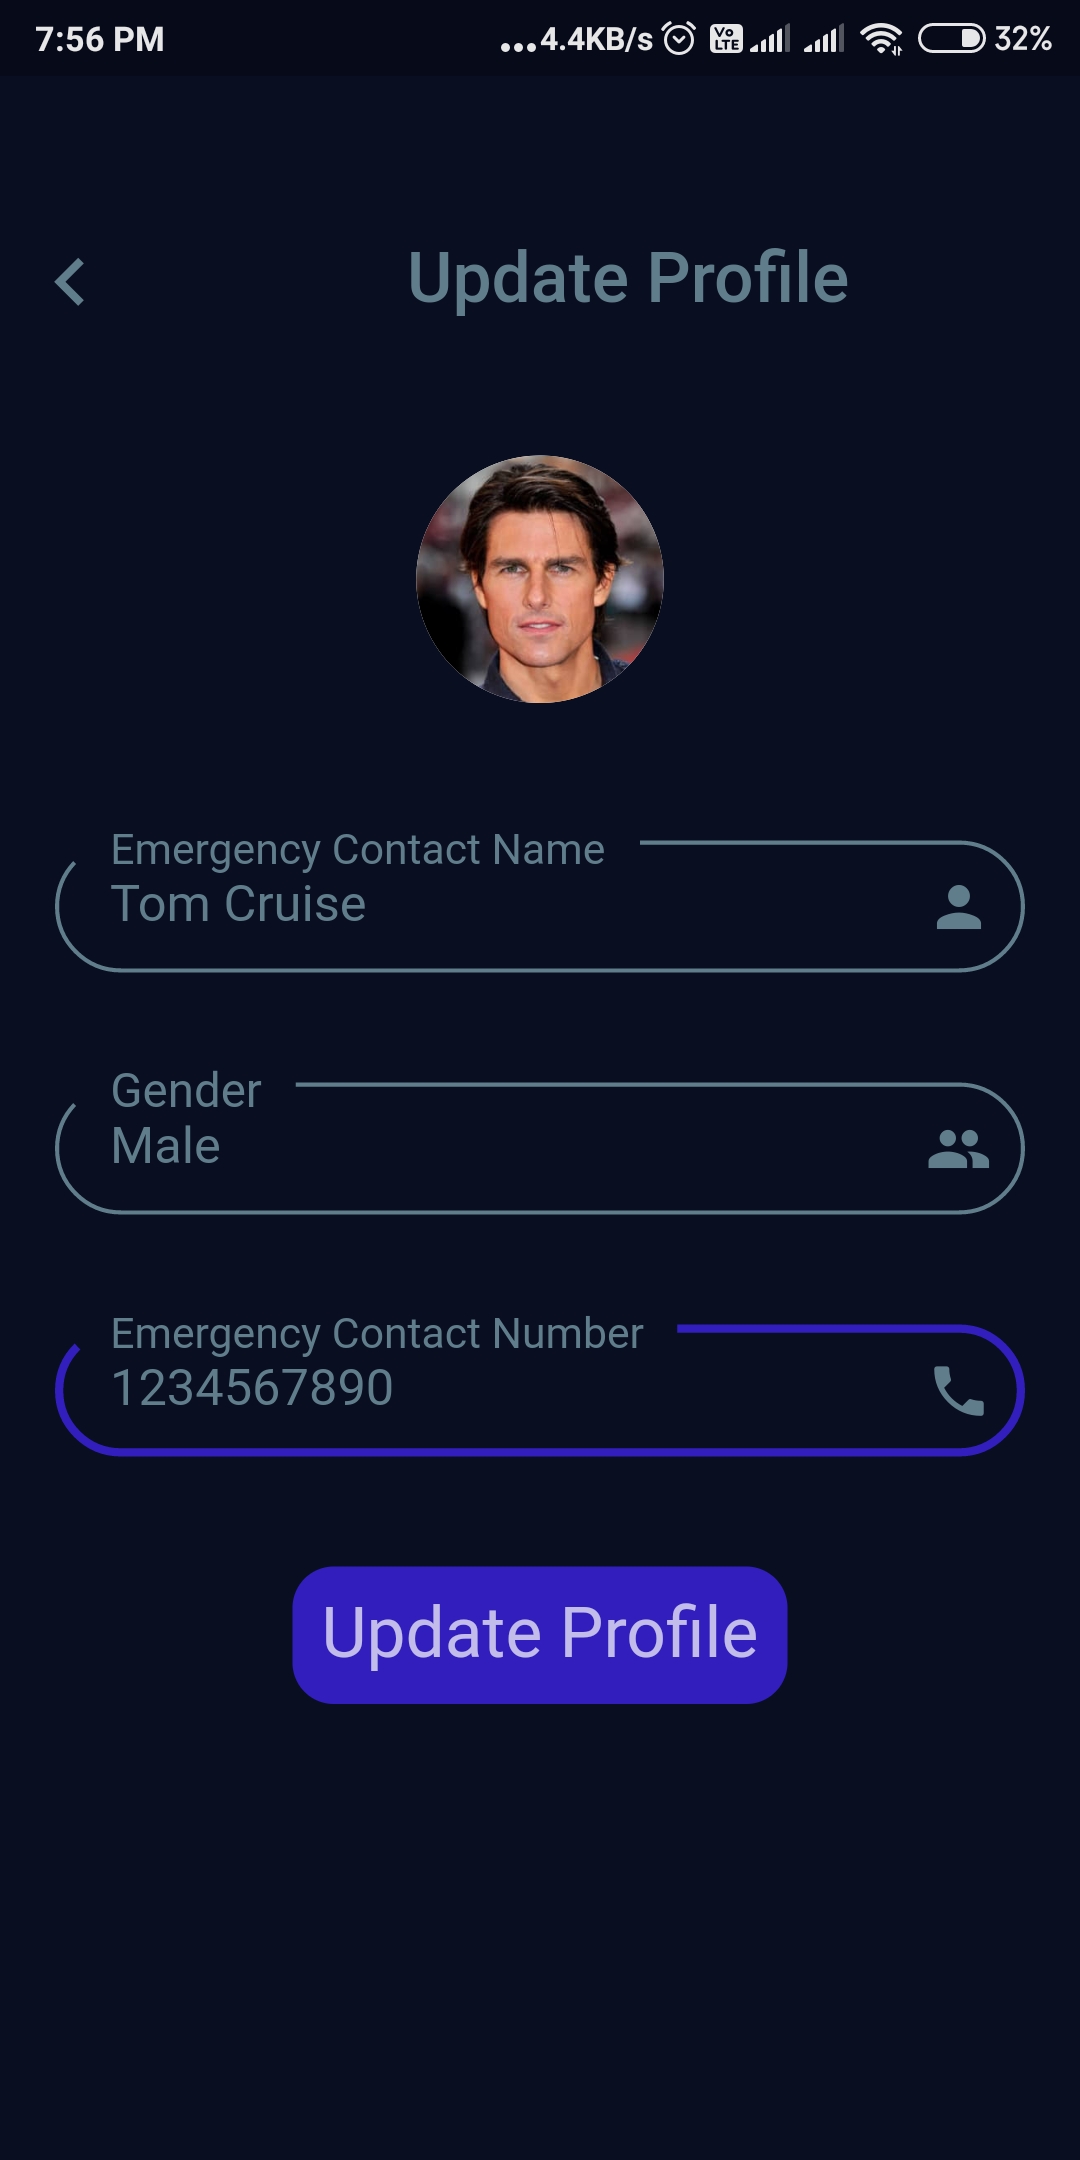 7:56 PM
...4.4KB/s Vo LTE 32%
Update Profile
Emergency Contact Name
Tom Cruise
Gender
Male
Emergency Contact Number
1234567890
Update Profile